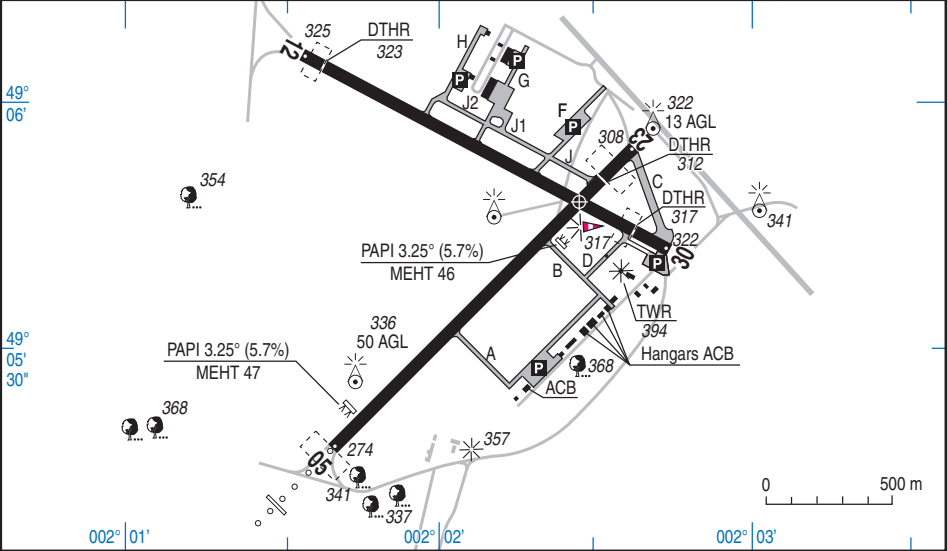 325
DTHR
323
12
H
P
G
P
J2
J1
F
P
J
49°
06'
322
13 AGL
23
308
DTHR
312
C
DTHR
317
354
341
PAPI 3.25° (5.7%)
MEHT 46
317
322
30
P
B
D
TWR
394
336
50 AGL
49°
05'
30"
PAPI 3.25° (5.7%)
MEHT 47
A
P
368
Hangars ACB
ACB
368
274
357
05
341
337
0
500 m
002° 01'
002° 02'
002° 03'